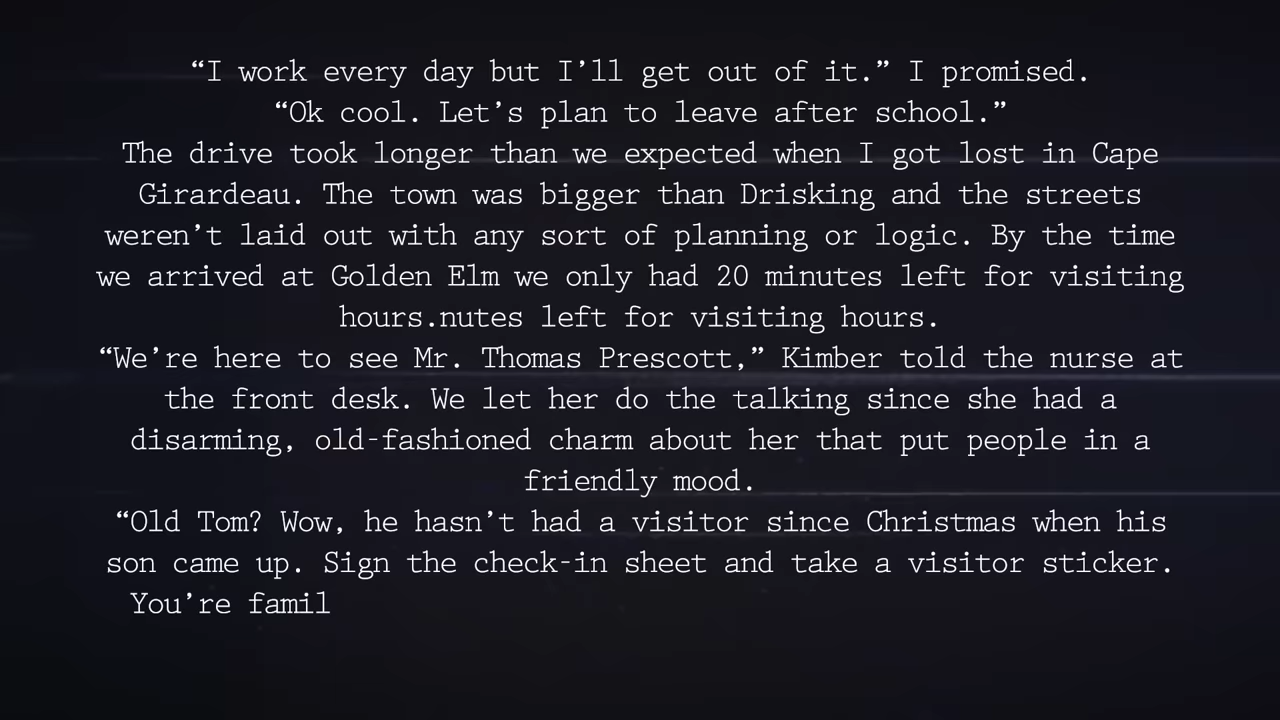 “I work every day but I’ll get out of it.” I promised.
“Ok cool. Let’s plan to leave after school.”
The drive took longer than we expected when I got lost in Cape
Girardeau. The town was bigger than Drisking and the streets
weren’t laid out with any sort of planning or logic. By the time
we arrived at Golden Elm we only had 20 minutes left for visiting
hours.nutes left for visiting hours.
“We’re here to see Mr. Thomas Prescott,” Kimber told the nurse at
the front desk. We let her do the talking since she had a
disarming, old-fashioned charm about her that put people in a
friendly mood.
“Old Tom? Wow, he hasn’t had a visitor since Christmas when his
son came up. Sign the check-in sheet and take a visitor sticker.
You’re famil